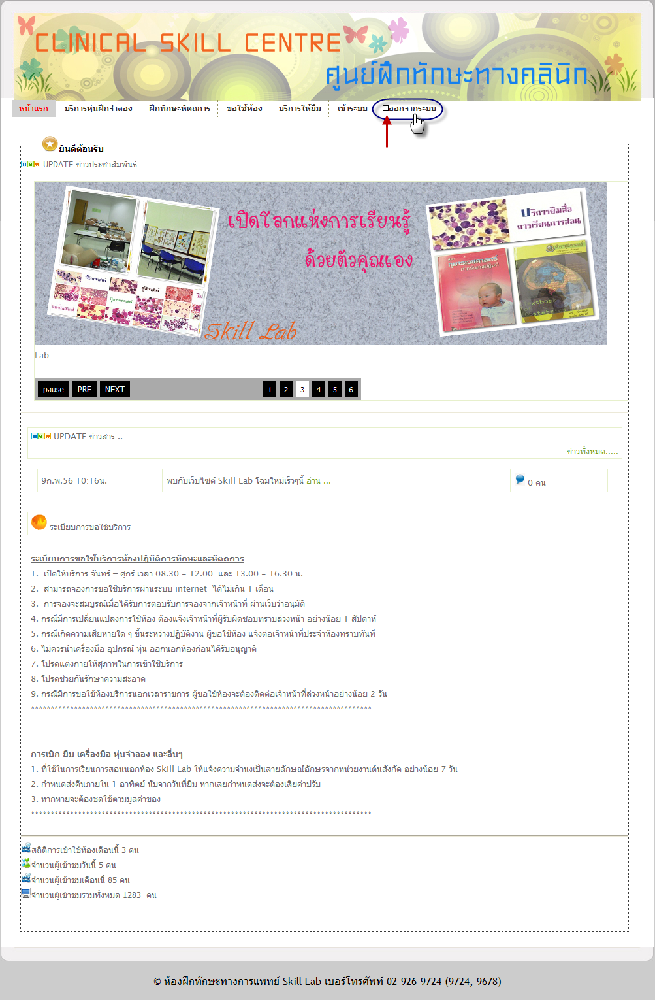 CLINICAL SKILL CENTRE
ศูนย์ฝึกทักษะทางคลินิก
หน้าแรก บริการหุ่นฝึกจำลอง ฝึกทักษะหัตถการ ขอใช้ห้อง บริการให้ยืม เข้าระบบ ออกจากระบบ
ยินดีต้อนรับ
new UPDATE ข่าวประชาสัมพันธ์
เปิดโลกแห่งการเรียนรู้
ด้วยตัวคุณเอง
บริการยืมสื่อ
การเรียนการสอน
กุมารเวชศาสตร์
Skill Lab
Lab
pause PRE NEXT 1 2 3 4 5 6
new UPDATE ข่าวสาร ..
ข่าวทั้งหมด.....
9ก.พ.56 10:16น. พบกับเว็บไซต์ Skill Lab โฉมใหม่เร็วๆนี้ อ่าน ... 0 คน
ระเบียบการขอใช้บริการ
ระเบียบการขอใช้บริการห้องปฏิบัติการทักษะและหัตถการ
1. เปิดให้บริการ จันทร์ – ศุกร์ เวลา 08.30 - 12.00 และ 13.00 - 16.30 น.
2. สามารถจองการขอใช้บริการผ่านระบบ internet ได้ไม่เกิน 1 เดือน
3. การจองจะสมบูรณ์เมื่อได้รับการตอบรับการจองจากเจ้าหน้าที่ ผ่านเว็บว่าอนุมัติ
4. กรณีมีการเปลี่ยนแปลงการใช้ห้อง ต้องแจ้งเจ้าหน้าที่ผู้รับผิดชอบทราบล่วงหน้า อย่างน้อย 1 สัปดาห์
5. กรณีเกิดความเสียหายใด ๆ ขึ้นระหว่างปฏิบัติงาน ผู้ขอใช้ห้อง แจ้งต่อเจ้าหน้าที่ประจำห้องทราบทันที
6. ไม่ควรนำเครื่องมือ อุปกรณ์ หุ่น ออกนอกห้องก่อนได้รับอนุญาติ
7. โปรดแต่งกายให้สุภาพในการเข้าใช้บริการ
8. โปรดช่วยกันรักษาความสะอาด
9. กรณีมีการขอใช้ห้องบริการนอกเวลาราชการ ผู้ขอใช้ห้องจะต้องติดต่อเจ้าหน้าที่ล่วงหน้าอย่างน้อย 2 วัน
***************************************************************************************
การเบิก ยืม เครื่องมือ หุ่นจำลอง และอื่นๆ
1. ที่ใช้ในการเรียนการสอนนอกห้อง Skill Lab ให้แจ้งความจำนงเป็นลายลักษณ์อักษรจากหน่วยงานต้นสังกัด อย่างน้อย 7 วัน
2. กำหนดส่งคืนภายใน 1 อาทิตย์ นับจากวันที่ยืม หากเลยกำหนดส่งจะต้องเสียค่าปรับ
3. หากหายจะต้องชดใช้ตามมูลค่าของ
***************************************************************************************
สถิติการเข้าใช้ห้องเดือนนี้ 3 คน
จำนวนผู้เข้าชมวันนี้ 5 คน
จำนวนผู้เข้าชมเดือนนี้ 85 คน
จำนวนผู้เข้าชมรวมทั้งหมด 1283 คน
© ห้องฝึกทักษะทางการแพทย์ Skill Lab เบอร์โทรศัพท์ 02-926-9724 (9724, 9678)